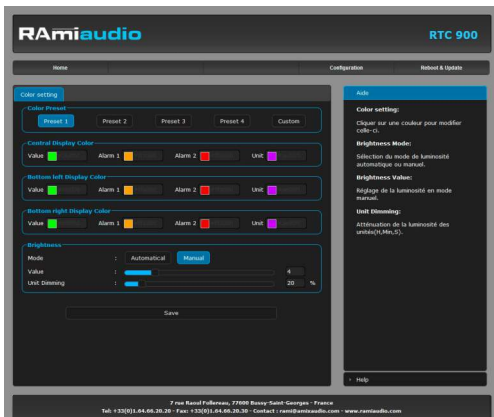 RAmiaudio
RTC 900
Home Configuration Reboot & Update
Color setting
Color Preset
Preset 1 Preset 2 Preset 3 Preset 4 Custom
Central Display Color
Value Alarm 1 Alarm 2 Unit
Bottom left Display Color
Value Alarm 1 Alarm 2 Unit
Bottom right Display Color
Value Alarm 1 Alarm 2 Unit
Brightness
Mode : Automatical Manual
Value : 4
Unit Dimming : 20 %
Save
Aide
Color setting:
Cliquer sur une couleur pour modifier
celle-ci.
Brightness Mode:
Sélection du mode de luminosité
automatique ou manuel.
Brightness Value:
Réglage de la luminosité en mode
manuel.
Unit Dimming:
Atténuation de la luminosité des
unités(H,Min,S).
Help
7 rue Raoul Follereau, 77600 Bussy-Saint-Georges - France
Tel: +33(0)1.64.66.20.20 - Fax: +33(0)1.64.66.20.30 - Contact : rami@ramiaudio.com - www.ramiaudio.com